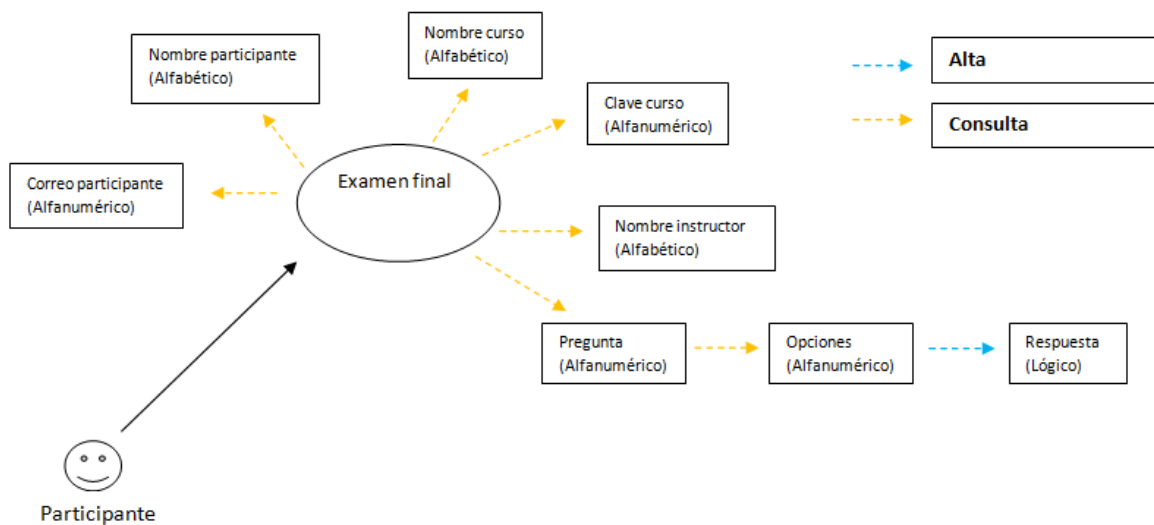 Nombre curso
(Alfabético)
Nombre participante
(Alfabético)
Alta
Clave curso
(Alfanumérico)
Consulta
Correo participante
(Alfanumérico)
Examen final
Nombre instructor
(Alfabético)
Pregunta
(Alfanumérico)
Opciones
(Alfanumérico)
Respuesta
(Lógico)
Participante